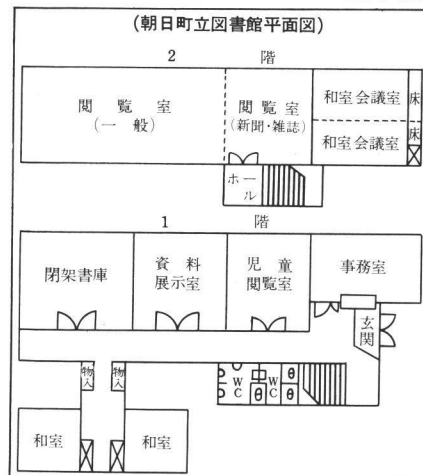 (朝日町立図書館平面図)
2 階
閲覧室
(一般)
閲覧室
(新聞・雑誌)
和室会議室
床
和室会議室
床
ホール
1 階
閉架書庫
資料
展示室
児童
閲覧室
事務室
玄関
物入
物入
WC
WC
和室
和室